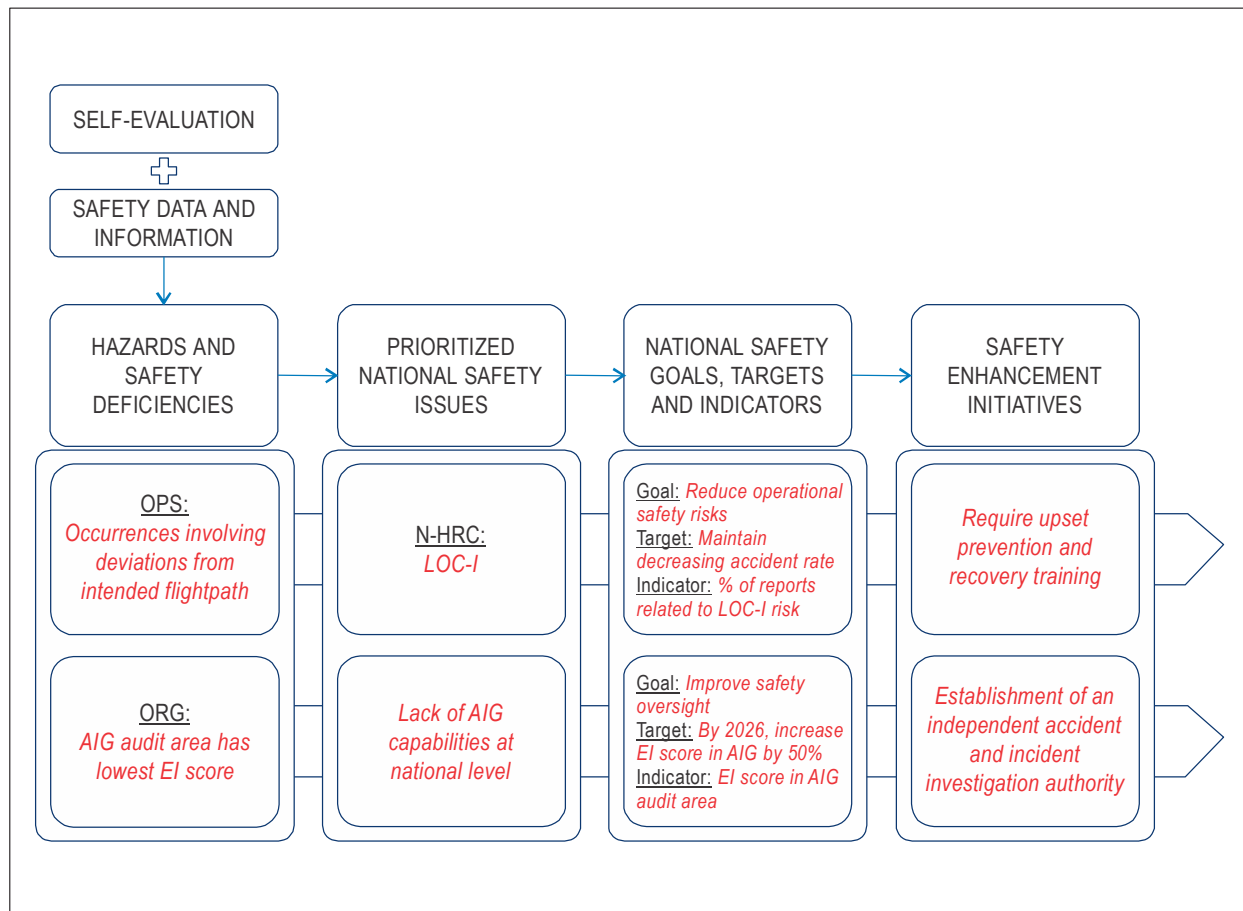 SELF-EVALUATION
SAFETY DATA AND
INFORMATION
HAZARDS AND
SAFETY
DEFICIENCIES
PRIORITIZED
NATIONAL SAFETY
ISSUES
NATIONAL SAFETY
GOALS, TARGETS
AND INDICATORS
SAFETY
ENHANCEMENT
INITIATIVES
OPS:
Occurrences involving
deviations from
intended flightpath
N-HRC:
LOC-I
Goal: Reduce operational
safety risks
Target: Maintain
decreasing accident rate
Indicator: % of reports
related to LOC-I risk
Require upset
prevention and
recovery training
ORG:
AIG audit area has
lowest EI score
Lack of AIG
capabilities at
national level
Goal: Improve safety
oversight
Target: By 2026, increase
EI score in AIG by 50%
Indicator: EI score in AIG
audit area
Establishment of an
independent accident
and incident
investigation authority